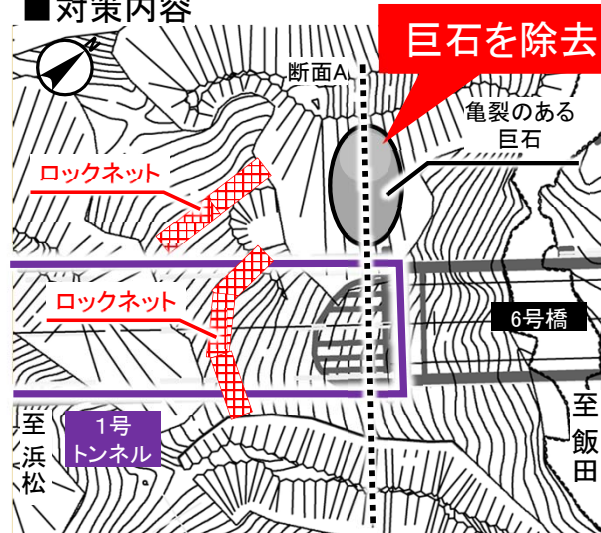 ■対策内容
N
巨石を除去
断面A
亀裂のある
巨石
ロックネット
ロックネット
6号橋
1号
トンネル
至浜松
至飯田